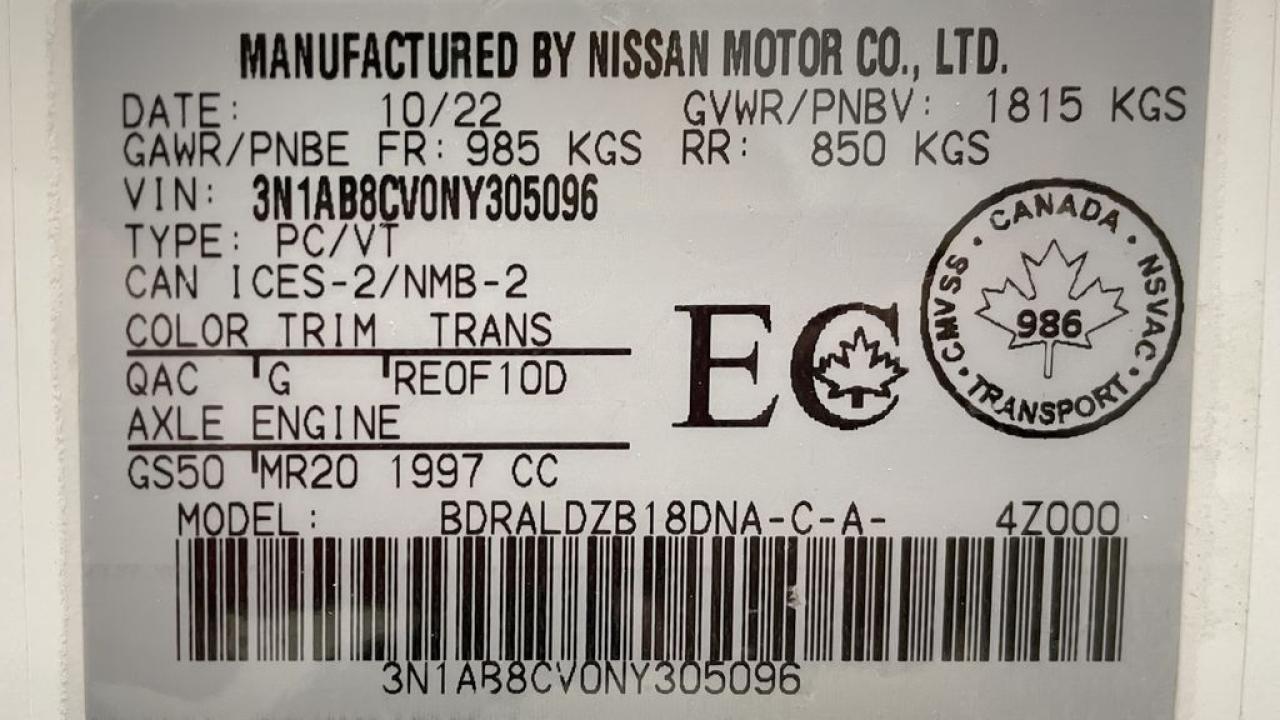 MANUFACTURED BY NISSAN MOTOR CO., LTD.
DATE: 10/22 GVWR/PNBV: 1815 KGS
GAWR/PNBE FR: 985 KGS RR: 850 KGS
VIN: 3N1AB8CV0NY305096
TYPE: PC/VT
CAN ICES-2/NMB-2
COLOR TRIM TRANS
QAC G RE0F10D
AXLE ENGINE
GS50 MR20 1997 CC
EC
CANADA
CMVSS • NSVAC
986
TRANSPORT
MODEL: BDRALDZB18DNA-C-A- 4Z000
3N1AB8CV0NY305096